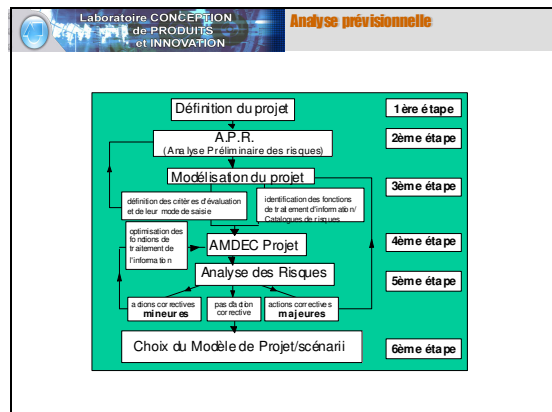 Laboratoire CONCEPTION
de PRODUITS
et INNOVATION
Analyse prévisionnelle
Définition du projet
1ère étape
A.P.R.
(Analyse Préliminaire des risques)
2ème étape
Modélisation du projet
3ème étape
définition des critères d'évaluation
et de leur mode de saisie
identification des fonctions
de traitement d'information/
Catalogues de risques
optimisation des
fonctions de
traitement de
l'information
AMDEC Projet
4ème étape
Analyse des Risques
5ème étape
actions correctives
mineures
pas d'action
corrective
actions correctives
majeures
Choix du Modèle de Projet/scénarii
6ème étape